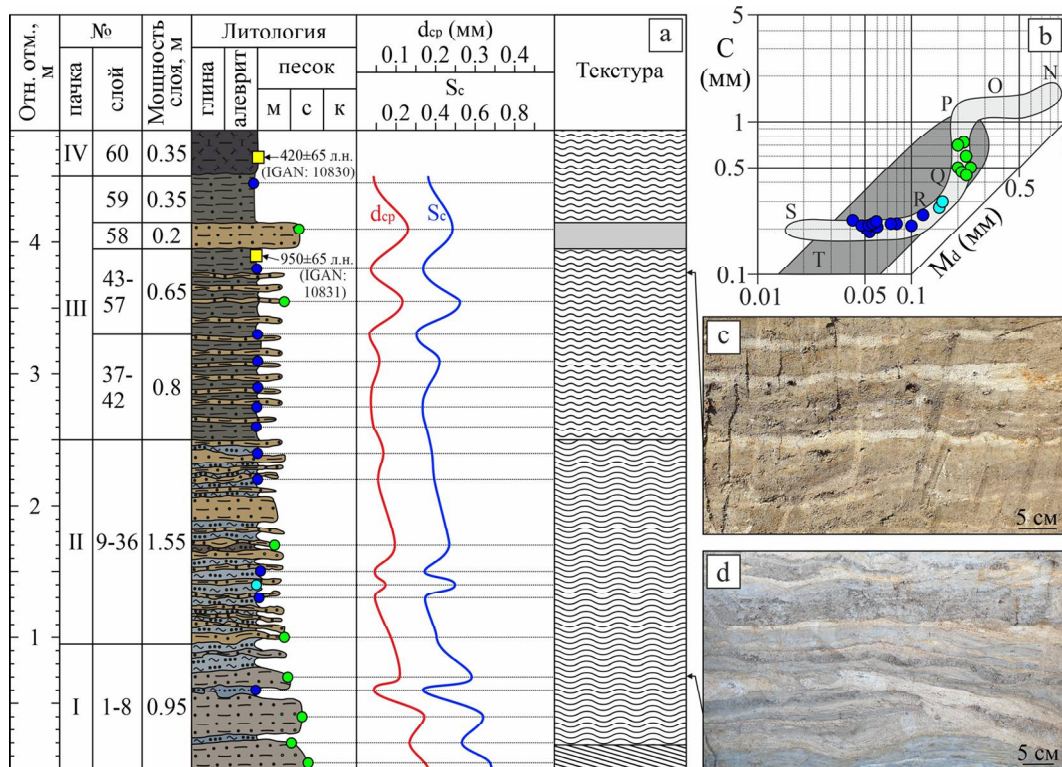 a
Отн. отм., м
№
пачка
слой
Мощность слоя, м
Литология
глина
алеврит
песок
м с к
dср (мм)
0.1 0.2 0.3 0.4
Sс
0.2 0.4 0.6 0.8
Текстура
IV 60 0.35
420±65 л.н.
(IGAN: 10830)
59 0.35
dср Sс
4
58 0.2
950±65 л.н.
(IGAN:
10831)
III
43-
57
0.65
3
37-
42
0.8
2
II 9-36 1.55
1
I 1-8 0.95
b
5
C
(мм)
1
0.5
0.1
P O N
Q
R
S
T
0.5
Md (мм)
0.01 0.05 0.1
c
5 см
d
5 см